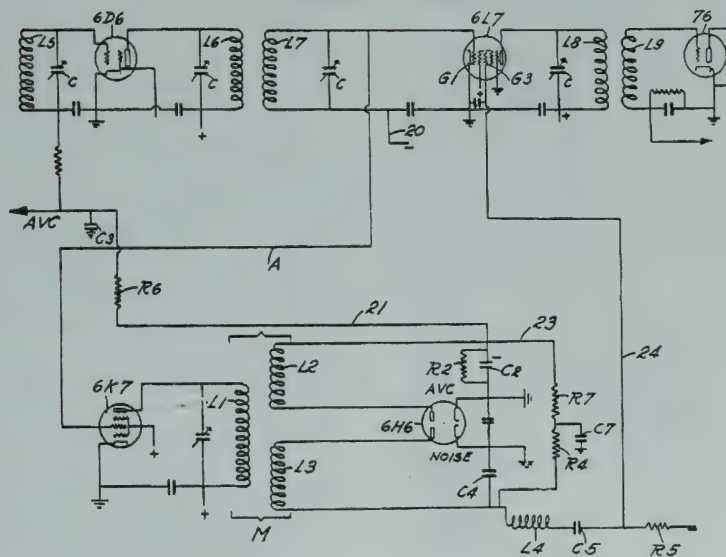 6D6
6L7
76
L5
L6
L7
L8
L9
C
C
C
G1
G3
C
+
+
+
20
−
AVC
C3
A
R6
21
23
24
R2
−
C2
R7
L2
AVC
6K7
L1
6H6
C7
L3
NOISE
R4
+
C4
+
M
L4
C5
R5